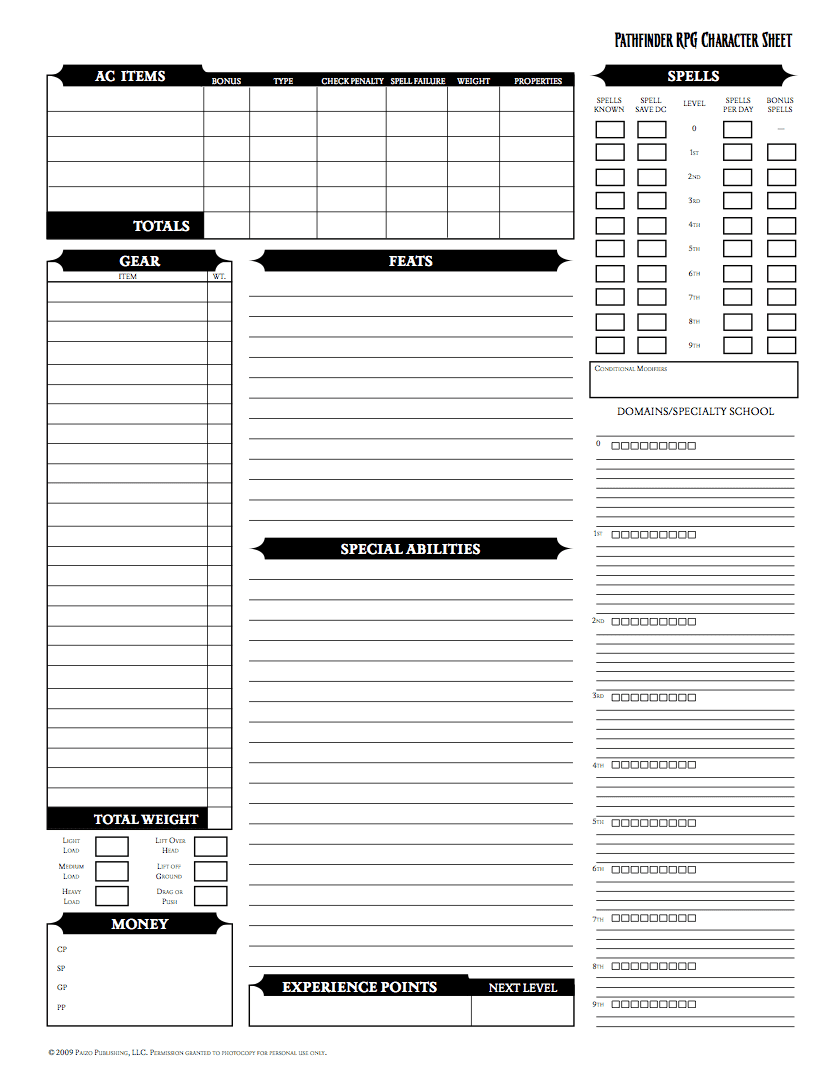 Pathfinder RPG Character Sheet
AC ITEMS BONUS TYPE CHECK PENALTY SPELL FAILURE WEIGHT PROPERTIES
TOTALS
GEAR
ITEM WT.
TOTAL WEIGHT
Light Load Lift Over Head
Medium Load Lift off Ground
Heavy Load Drag or Push
MONEY
CP
SP
GP
PP
FEATS
SPECIAL ABILITIES
EXPERIENCE POINTS NEXT LEVEL
SPELLS
SPELLS KNOWN SPELL SAVE DC LEVEL SPELLS PER DAY BONUS SPELLS
0 —
1st
2nd
3rd
4th
5th
6th
7th
8th
9th
Conditional Modifiers
DOMAINS/SPECIALTY SCHOOL
0
1st
2nd
3rd
4th
5th
6th
7th
8th
9th
© 2009 Paizo Publishing, LLC. Permission granted to photocopy for personal use only.